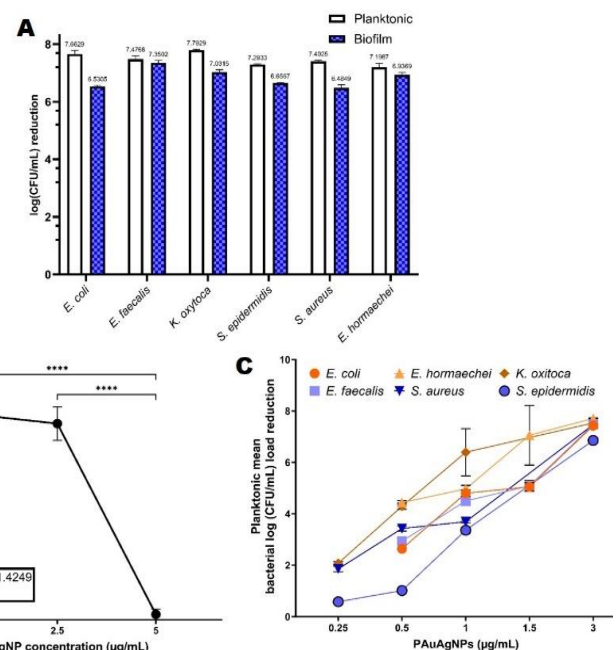 A
Planktonic
Biofilm
log(CFU/mL) reduction
8
6
4
2
0
7.6629
6.5305
7.4768
7.3502
7.7929
7.0315
7.2933
6.6567
7.4925
6.4849
7.1967
6.9369
E. coli
E. faecalis
K. oxytoca
S. epidermidis
S. aureus
E. hormaechei
****
****
1.4249
2.5
5
gNP concentration (µg/mL)
C
E. coli
E. hormaechei
K. oxitoca
E. faecalis
S. aureus
S. epidermidis
Planktonic mean
bacterial log (CFU/mL) load reduction
10
8
6
4
2
0
0.25
0.5
1
1.5
3
PAuAgNPs (µg/mL)